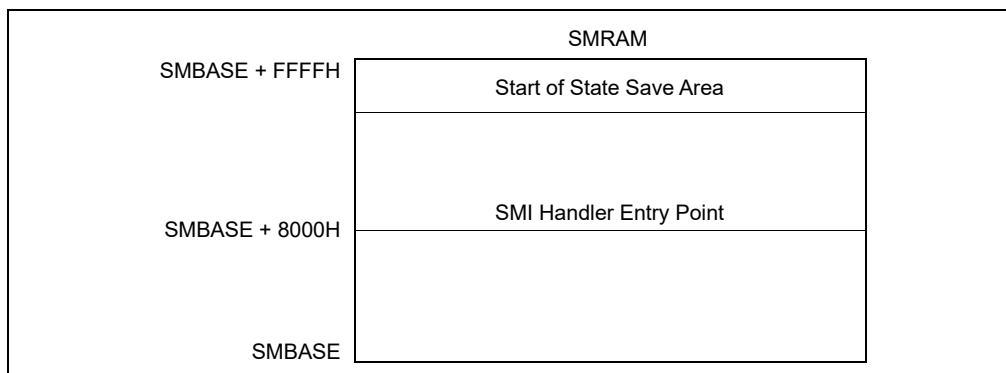 SMRAM
SMBASE + FFFFH
Start of State Save Area
SMI Handler Entry Point
SMBASE + 8000H
SMBASE